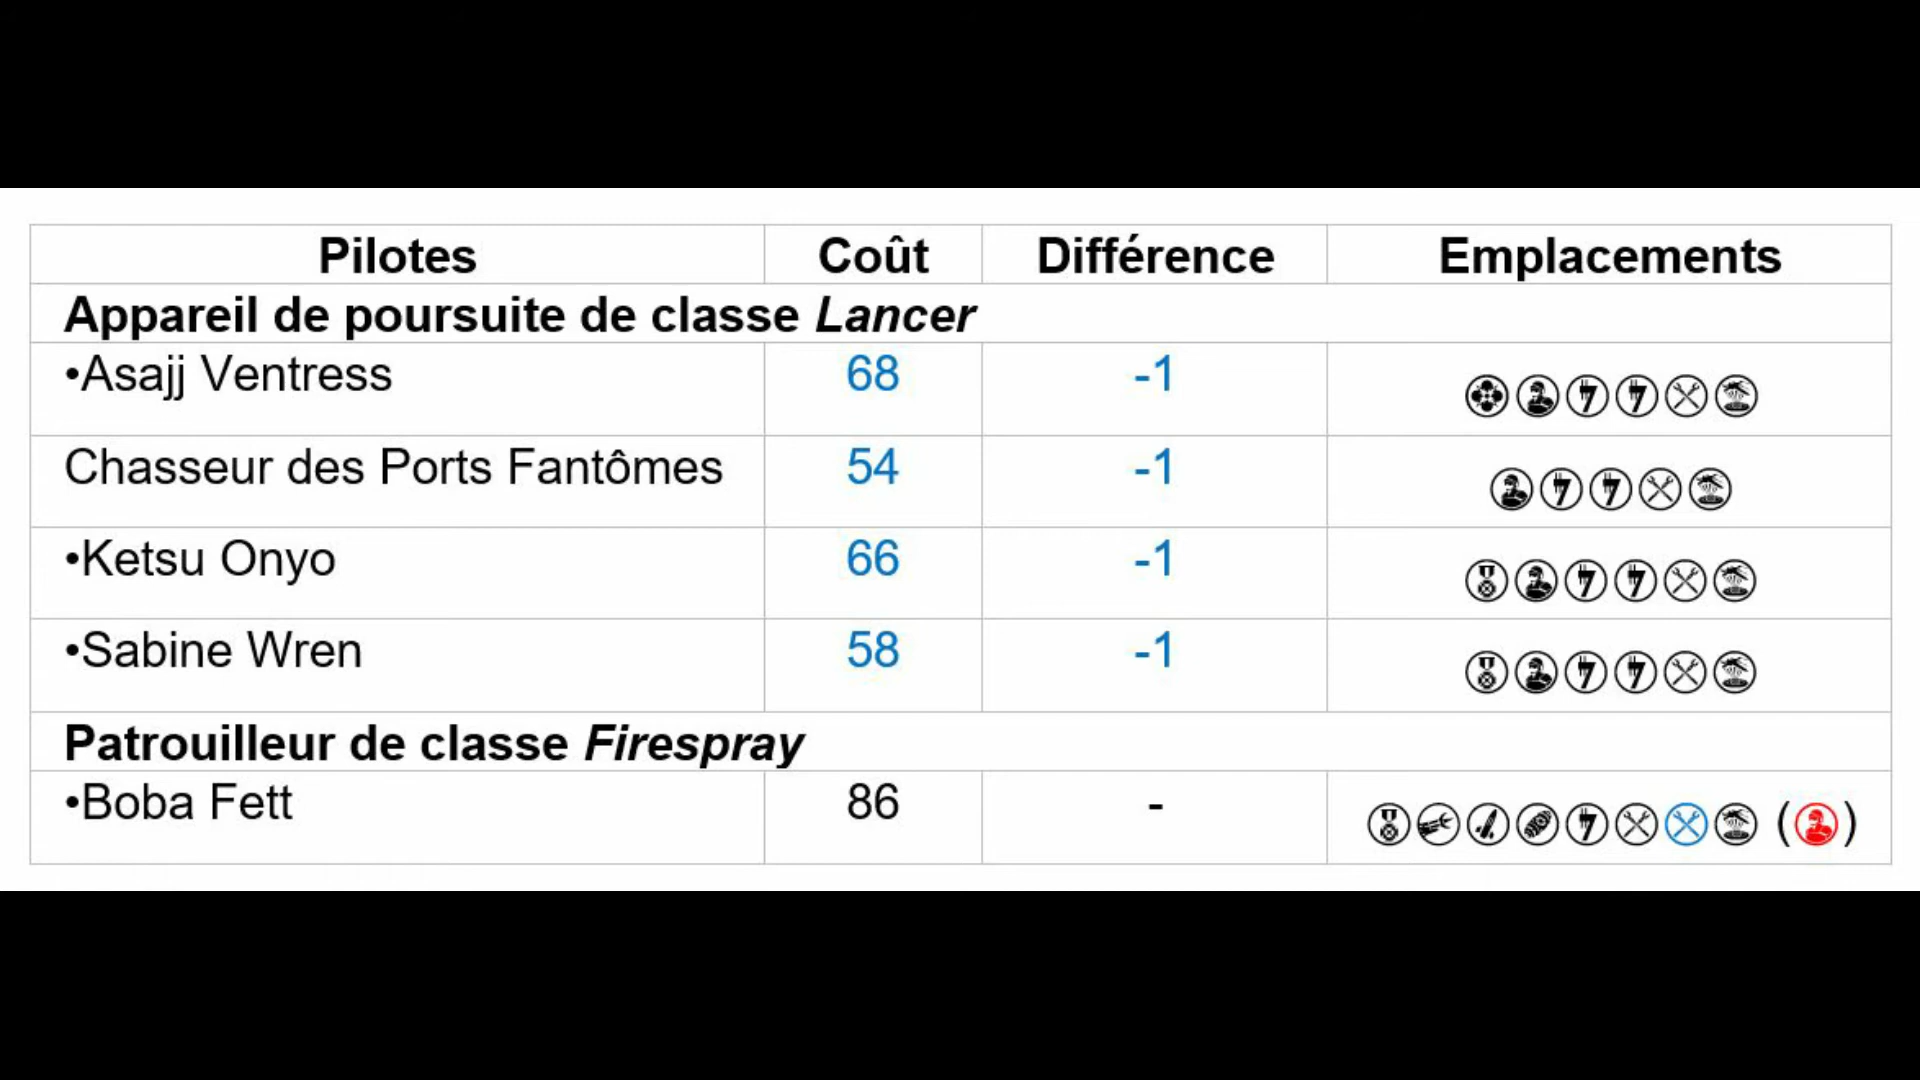 Pilotes Coût Différence Emplacements
Appareil de poursuite de classe Lancer
•Asajj Ventress 68 -1
Chasseur des Ports Fantômes 54 -1
•Ketsu Onyo 66 -1
•Sabine Wren 58 -1
Patrouilleur de classe Firespray
•Boba Fett 86 - ( )